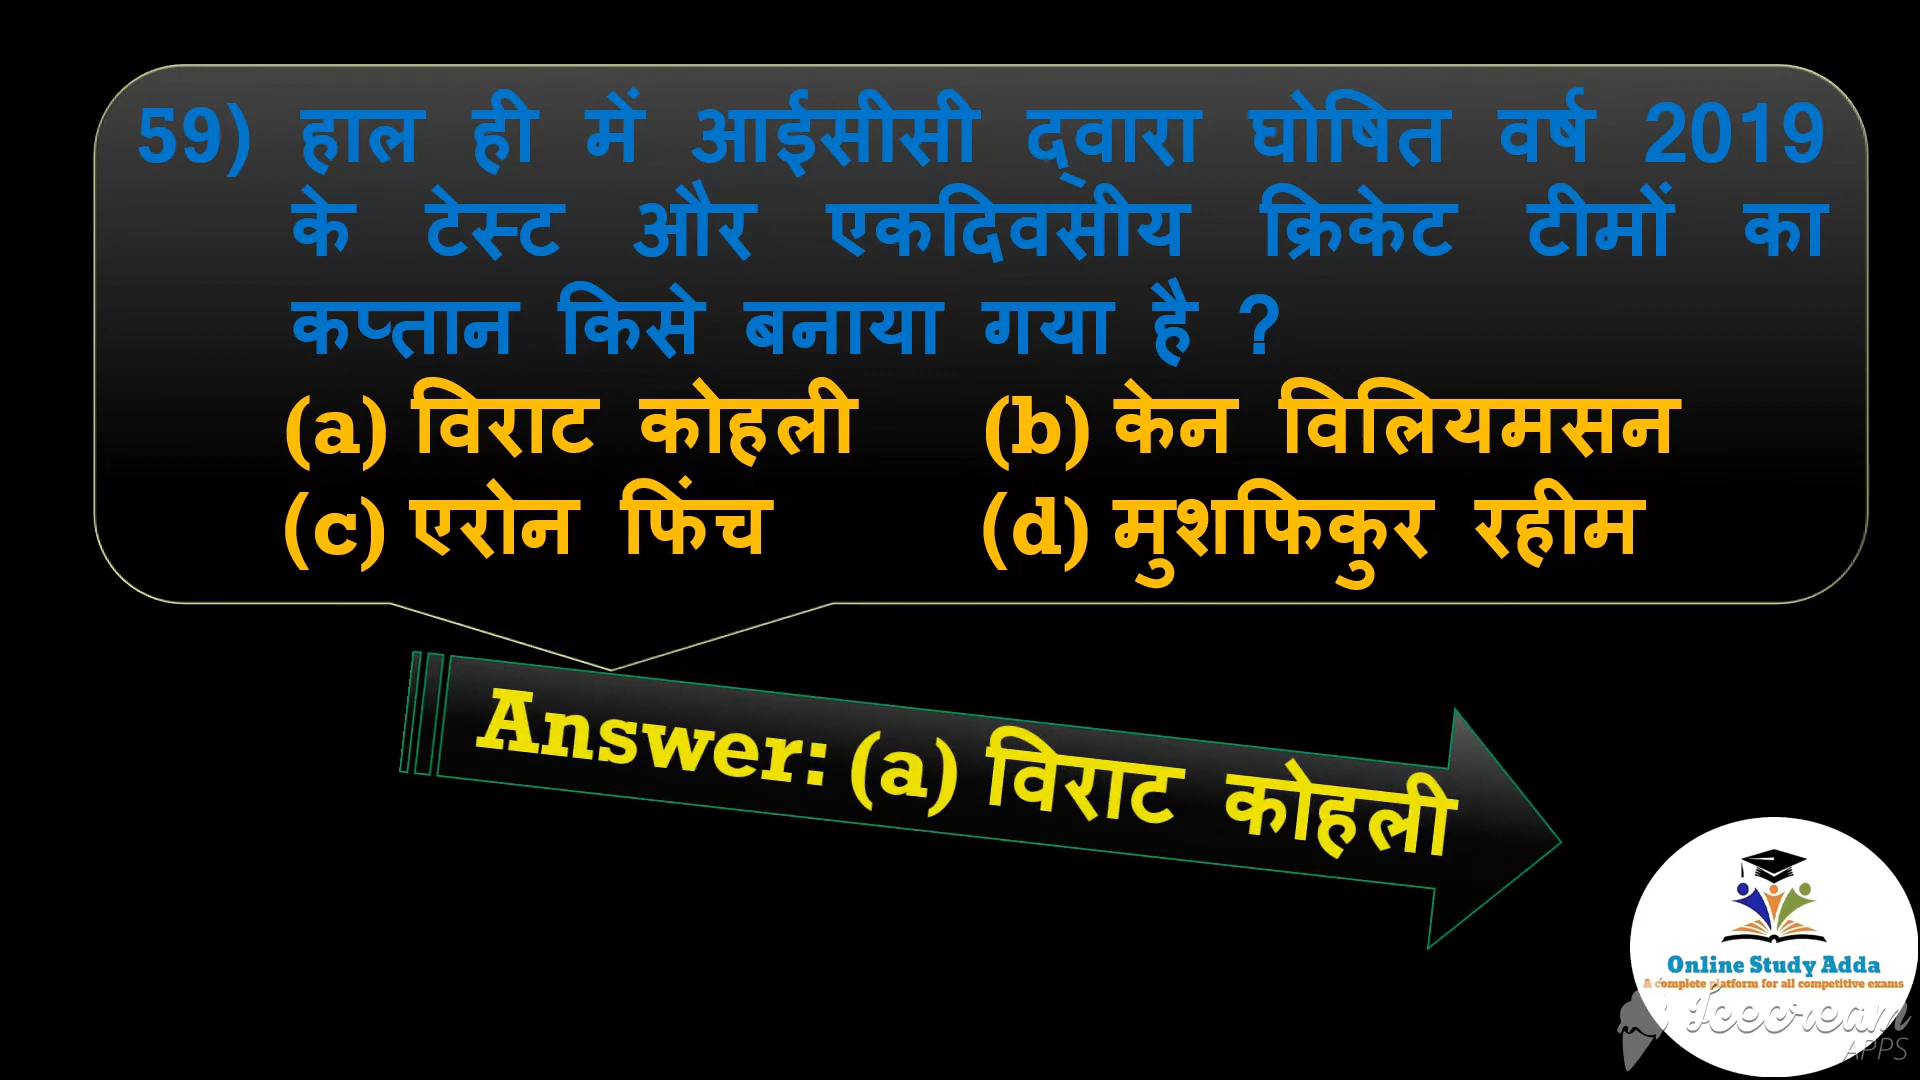 59) हाल ही में आईसीसी द्वारा घोषित वर्ष 2019
के टेस्ट और एकदिवसीय क्रिकेट टीमों का
कप्तान किसे बनाया गया है ?
(a) विराट कोहली (b) केन विलियमसन
(c) एरोन फिंच (d) मुशफिकुर रहीम
Answer: (a) विराट कोहली
Online Study Adda
A complete platform for all competitive exams
Icecream
APPS